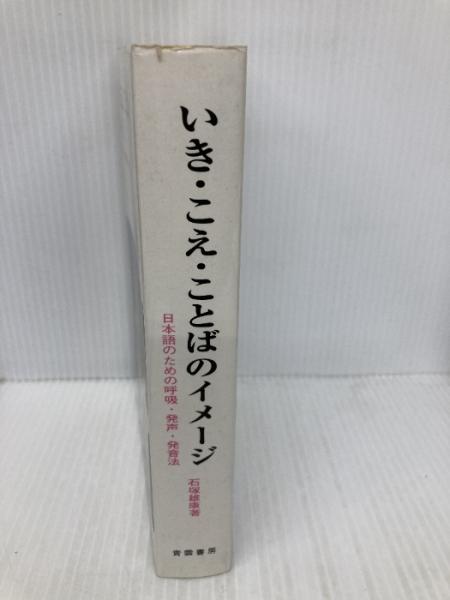 いき・こえ・ことばのイメージ
日本語のための呼吸・発声・発音法
石塚雄康著
青雲書房